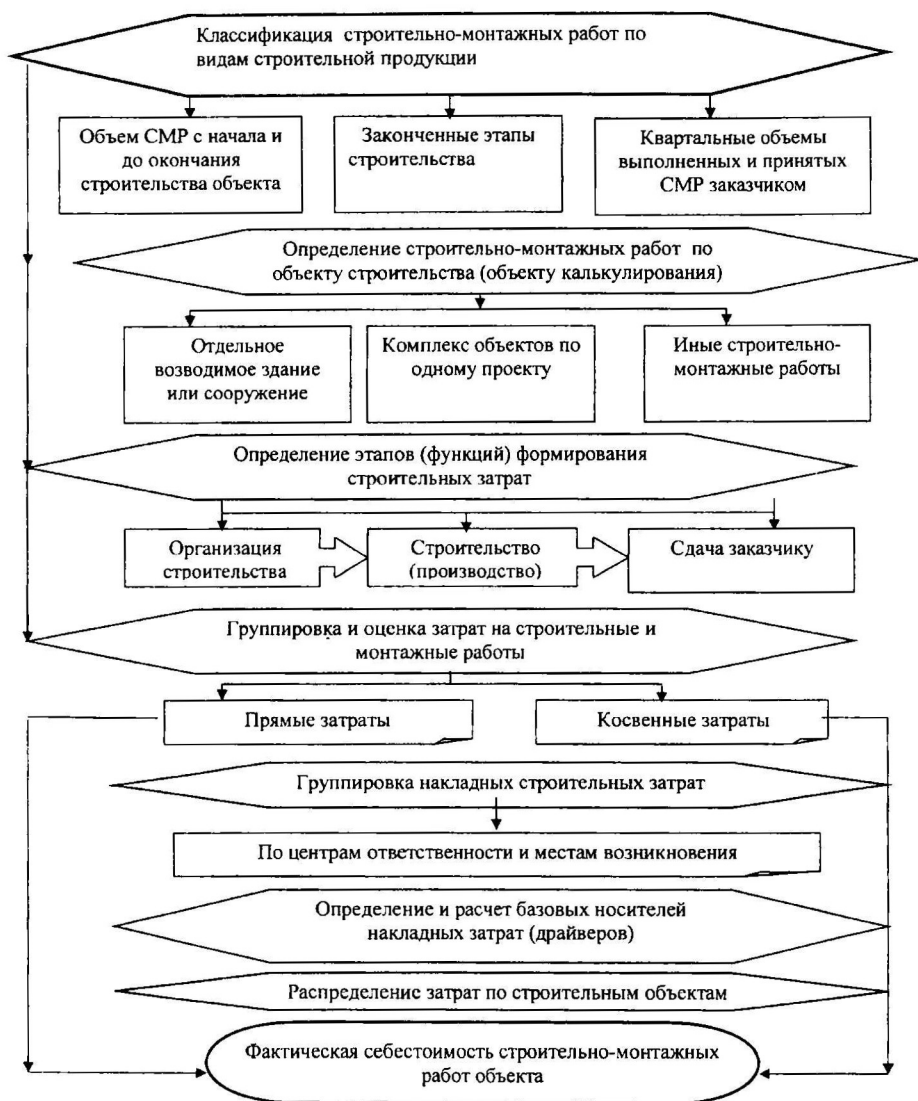 Классификация строительно-монтажных работ по
видам строительной продукции
Объем СМР с начала и
до окончания
строительства объекта
Законченные этапы
строительства
Квартальные объемы
выполненных и принятых
СМР заказчиком
Определение строительно-монтажных работ по
объекту строительства (объекту калькулирования)
Отдельное
возводимое здание
или сооружение
Комплекс объектов по
одному проекту
Иные строительно-
монтажные работы
Определение этапов (функций) формирования
строительных затрат
Организация
строительства
Строительство
(производство)
Сдача заказчику
Группировка и оценка затрат на строительные и
монтажные работы
Прямые затраты
Косвенные затраты
Группировка накладных строительных затрат
По центрам ответственности и местам возникновения
Определение и расчет базовых носителей
накладных затрат (драйверов)
Распределение затрат по строительным объектам
Фактическая себестоимость строительно-монтажных
работ объекта